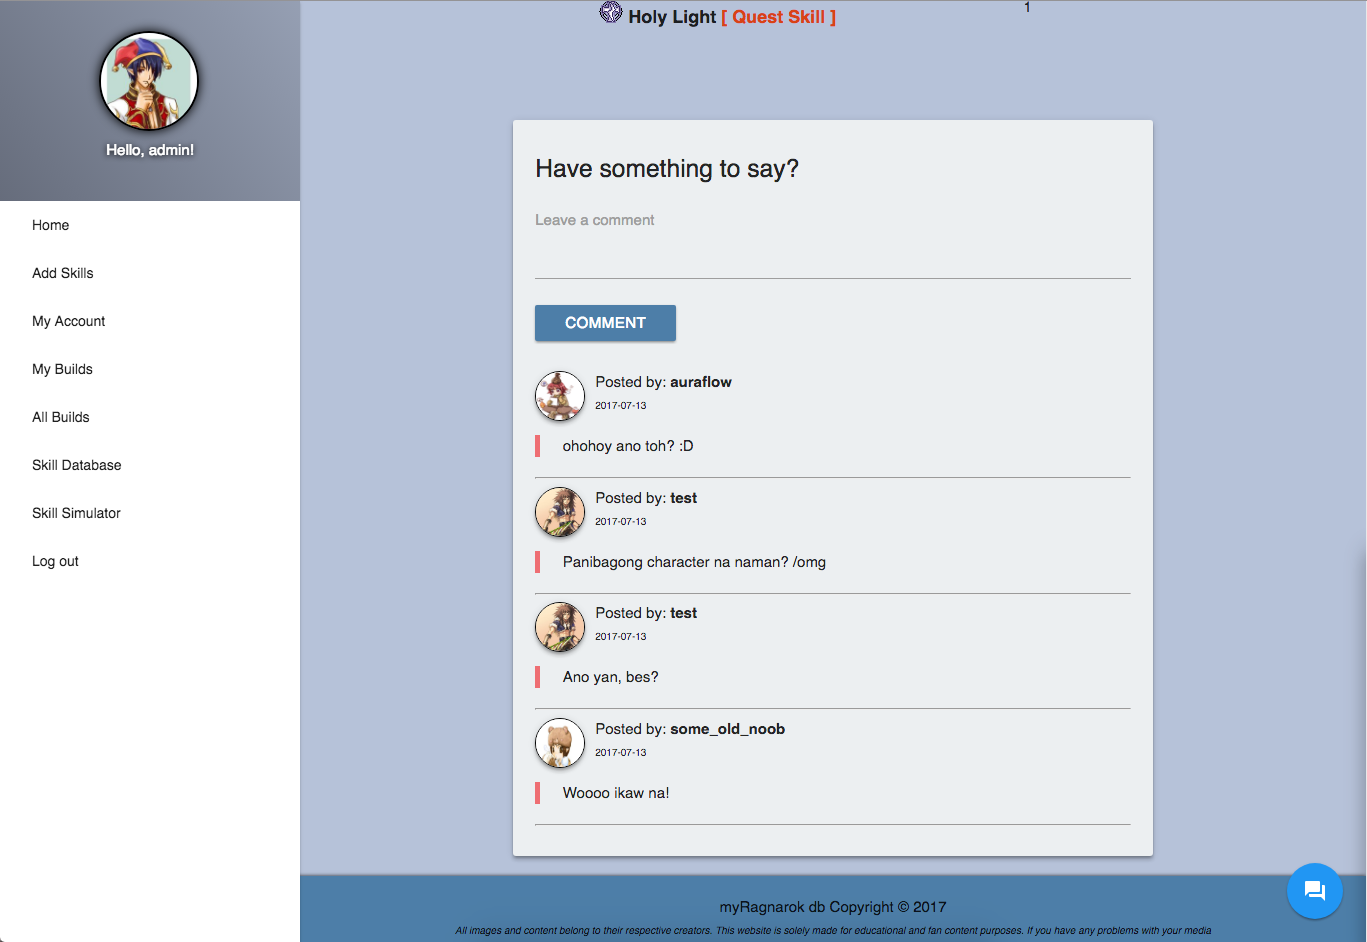 Holy Light [ Quest Skill ] 1
Hello, admin!
Home
Add Skills
My Account
My Builds
All Builds
Skill Database
Skill Simulator
Log out
Have something to say?
Leave a comment
COMMENT
Posted by: auraflow
2017-07-13
ohohoy ano toh? :D
Posted by: test
2017-07-13
Panibagong character na naman? /omg
Posted by: test
2017-07-13
Ano yan, bes?
Posted by: some_old_noob
2017-07-13
Woooo ikaw na!
myRagnarok db Copyright © 2017
All images and content belong to their respective creators. This website is solely made for educational and fan content purposes. If you have any problems with your media